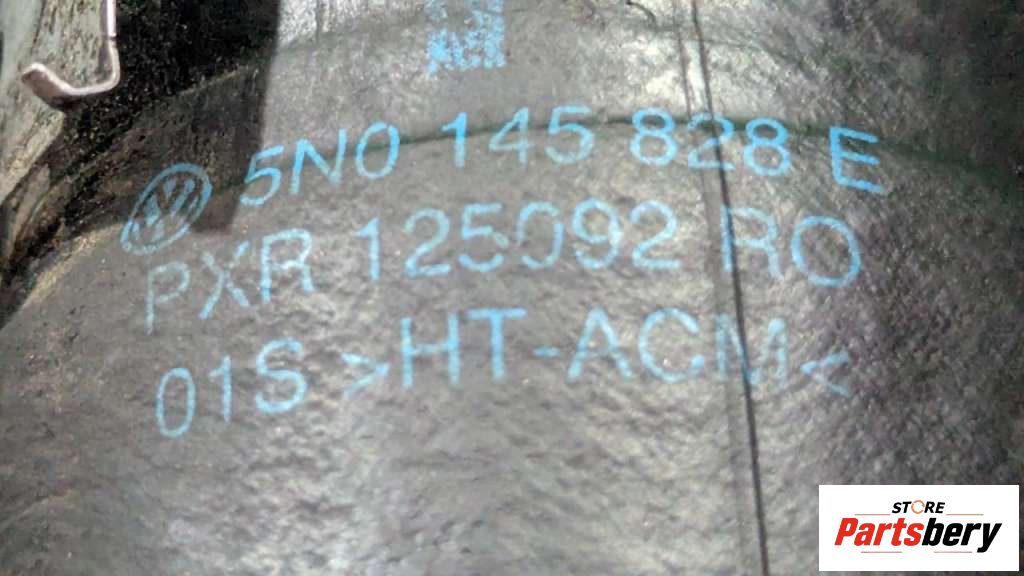 5N0 145 828 E
PXR 125092 RO
01S >HT-ACM<
STORE
Partsbery